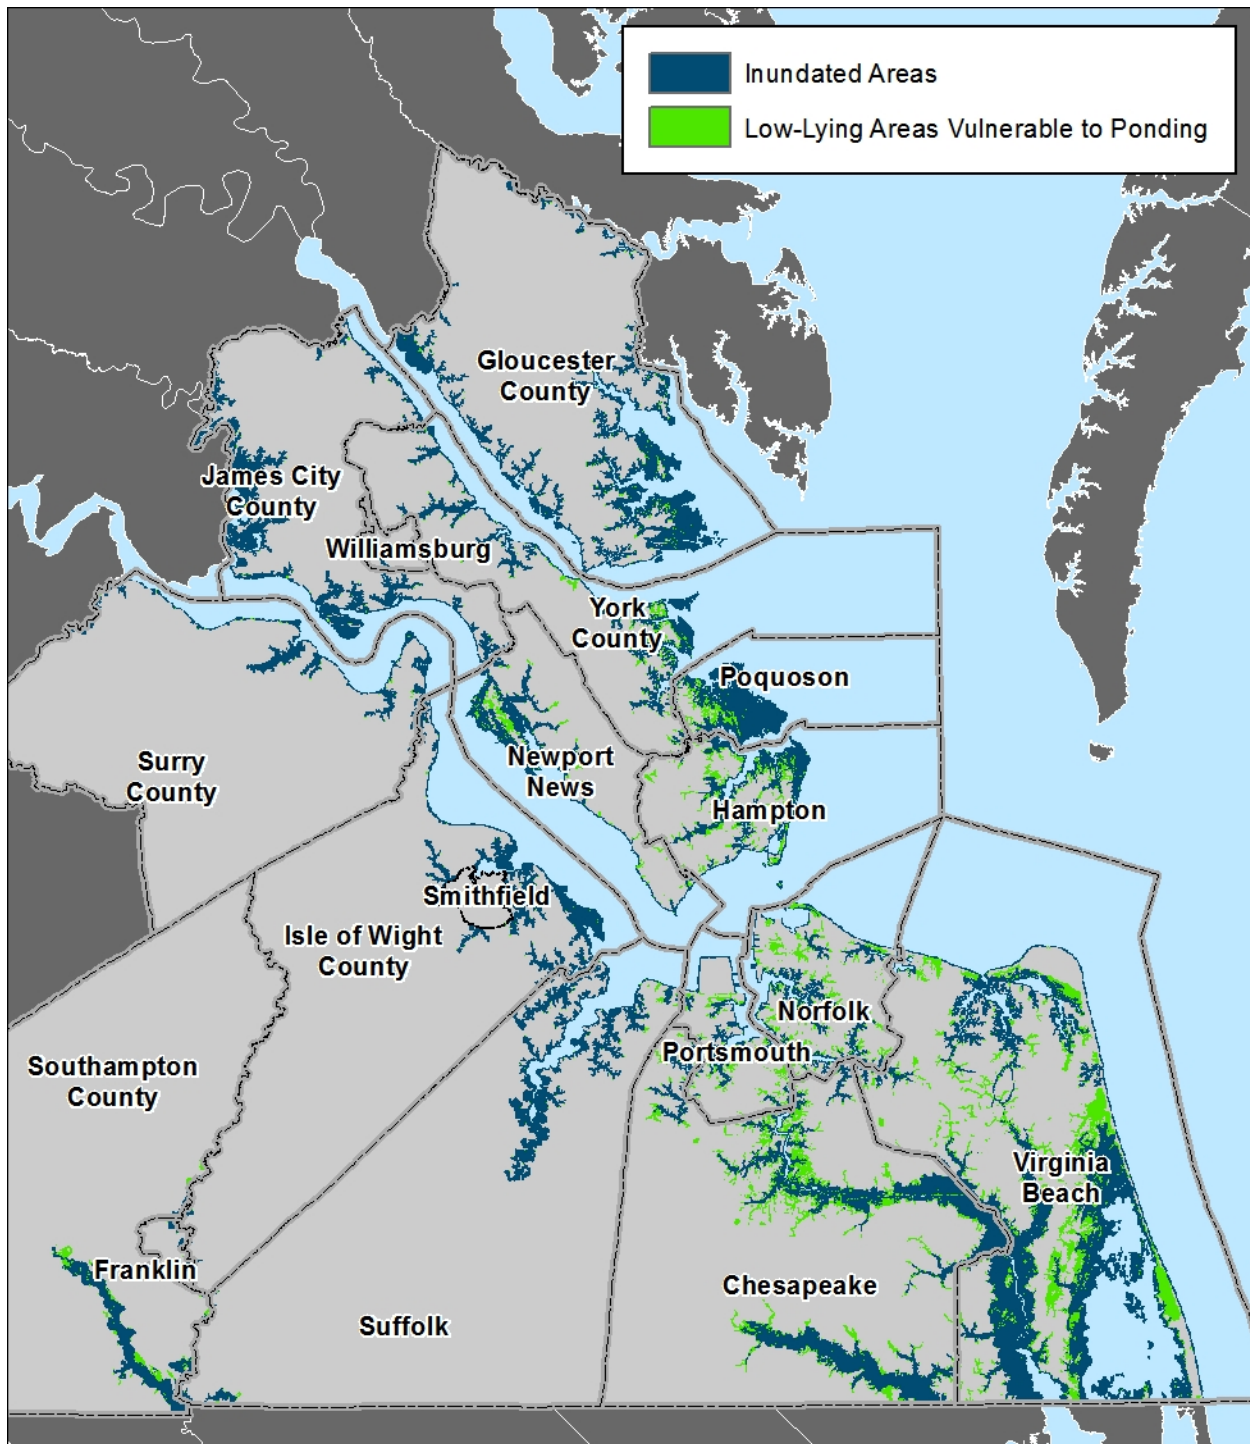 Inundated Areas
Low-Lying Areas Vulnerable to Ponding
Gloucester
County
James City
County
Williamsburg
York
County
Poquoson
Surry
County
Newport
News
Hampton
Smithfield
Isle of Wight
County
Norfolk
Portsmouth
Southampton
County
Virginia
Beach
Franklin
Chesapeake
Suffolk